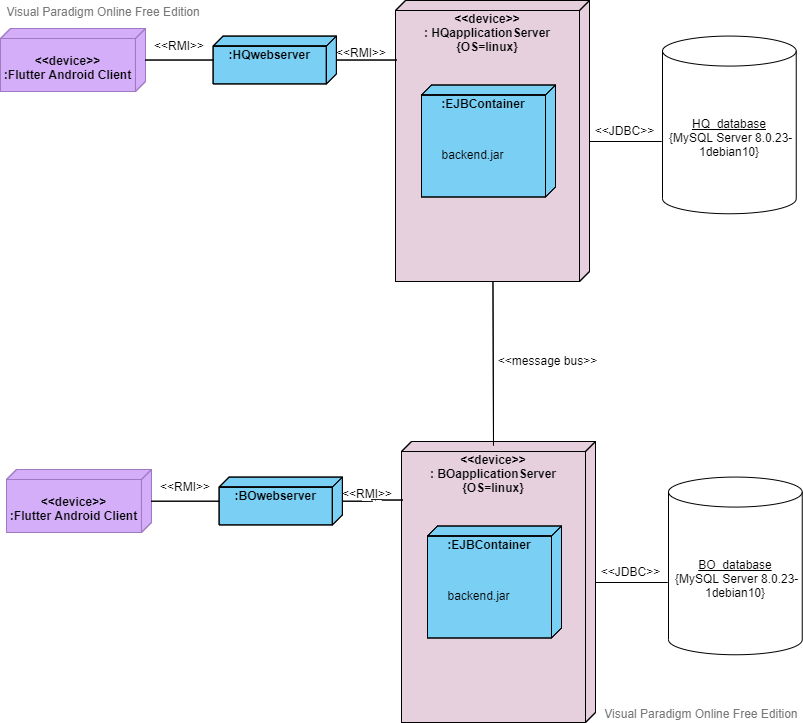 Visual Paradigm Online Free Edition
<<device>>
:Flutter Android Client
<<RMI>>
:HQwebserver
<<RMI>>
<<device>>
: HQapplicationServer
{OS=linux}
:EJBContainer
backend.jar
<<JDBC>>
HQ_database
{MySQL Server 8.0.23-
1debian10}
<<message bus>>
<<device>>
:Flutter Android Client
<<RMI>>
:BOwebserver
<<RMI>>
<<device>>
: BOapplicationServer
{OS=linux}
:EJBContainer
backend.jar
<<JDBC>>
BO_database
{MySQL Server 8.0.23-
1debian10}
Visual Paradigm Online Free Edition